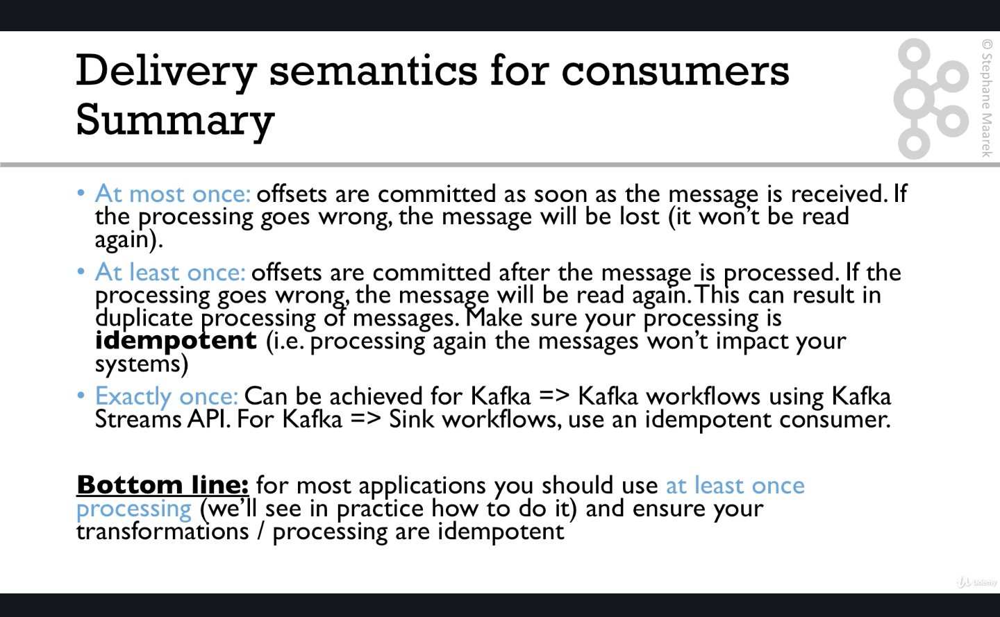 Delivery semantics for consumers
Summary
© Stephane Maarek
• At most once: offsets are committed as soon as the message is received. If
the processing goes wrong, the message will be lost (it won’t be read
again).
• At least once: offsets are committed after the message is processed. If the
processing goes wrong, the message will be read again. This can result in
duplicate processing of messages. Make sure your processing is
idempotent (i.e. processing again the messages won’t impact your
systems)
• Exactly once: Can be achieved for Kafka => Kafka workflows using Kafka
Streams API. For Kafka => Sink workflows, use an idempotent consumer.
Bottom line: for most applications you should use at least once
processing (we’ll see in practice how to do it) and ensure your
transformations / processing are idempotent
Udemy